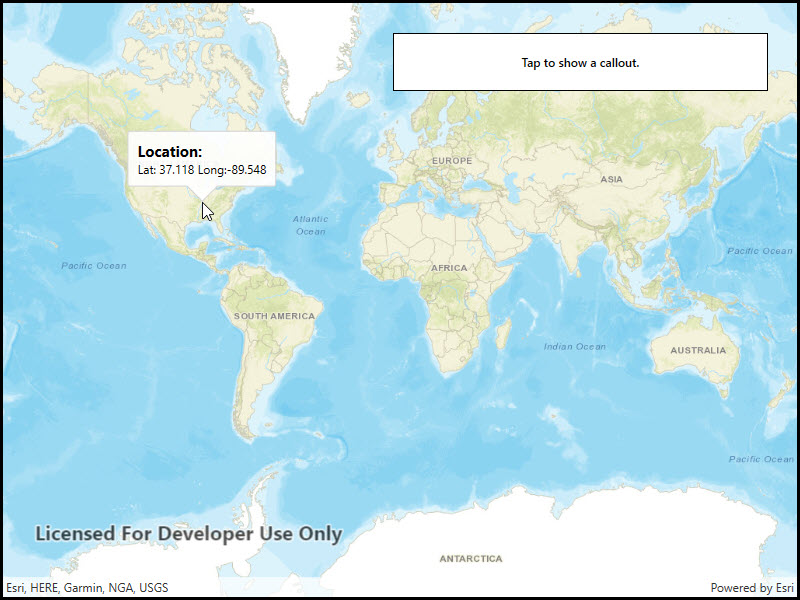 Tap to show a callout.
Location:
Lat: 37.118 Long:-89.548
EUROPE
ASIA
Atlantic
Ocean
Pacific Ocean
Pacific Ocean
AFRICA
SOUTH AMERICA
Indian Ocean
AUSTRALIA
Pacific Ocean
Licensed For Developer Use Only
ANTARCTICA
Esri, HERE, Garmin, NGA, USGS
Powered by Esri